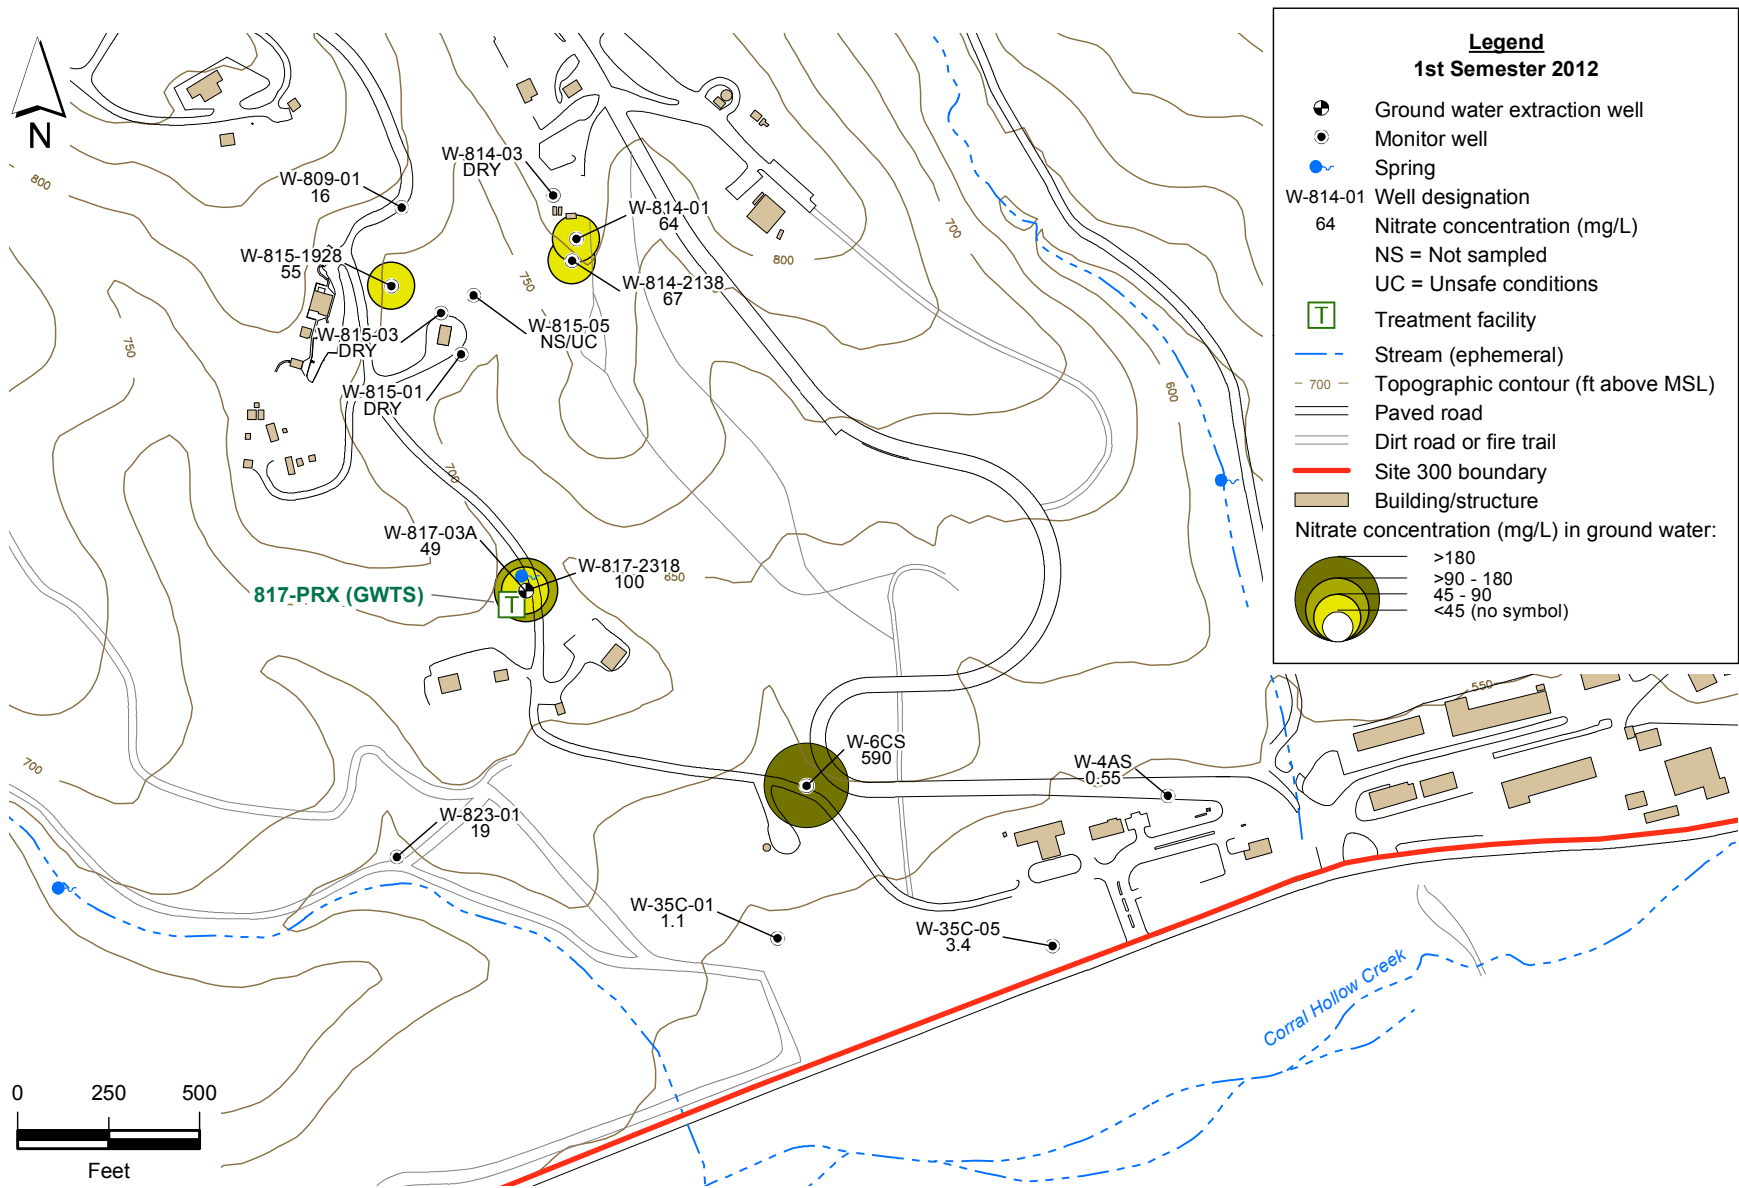 N
800
W-809-01
16
W-814-03
DRY
W-814-01
64
W-815-1928
55
W-814-2138
67
750
800
700
600
750
W-815-05
NS/UC
W-815-03
DRY
W-815-01
DRY
700
W-817-03A
49
W-817-2318
100
650
817-PRX (GWTS)
T
W-6CS
590
W-4AS
0.55
550
700
W-823-01
19
W-35C-01
1.1
W-35C-05
3.4
Corral Hollow Creek
0 250 500
Feet
Legend
1st Semester 2012
Ground water extraction well
Monitor well
Spring
W-814-01 Well designation
64 Nitrate concentration (mg/L)
NS = Not sampled
UC = Unsafe conditions
T Treatment facility
Stream (ephemeral)
700 Topographic contour (ft above MSL)
Paved road
Dirt road or fire trail
Site 300 boundary
Building/structure
Nitrate concentration (mg/L) in ground water:
>180
>90 - 180
45 - 90
<45 (no symbol)